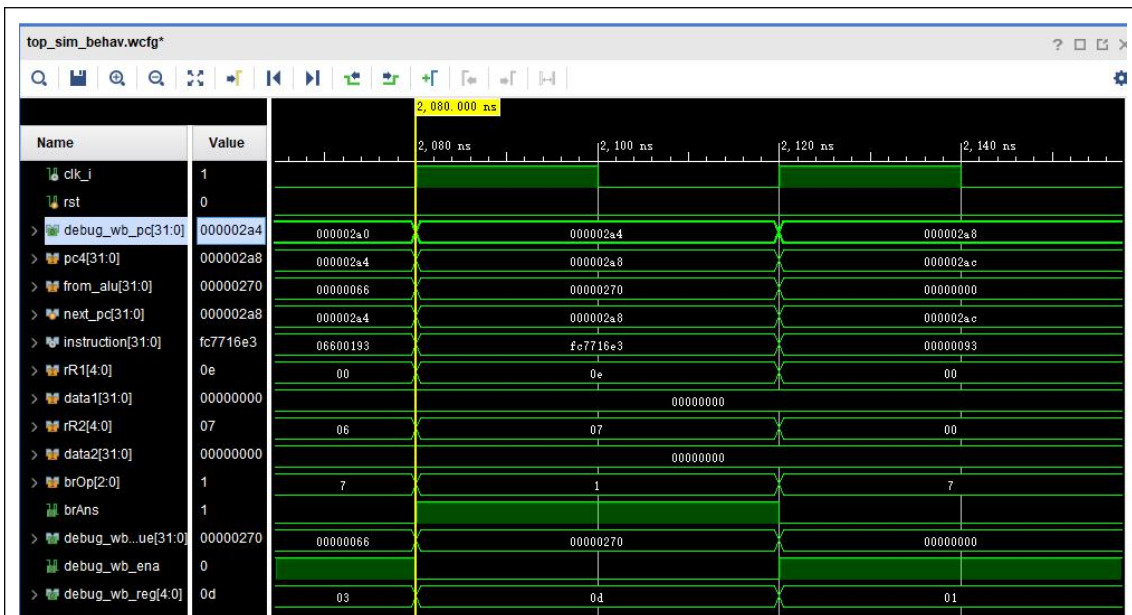 top_sim_behav.wcfg*
2,080.000 ns
Name Value 2,080 ns 2,100 ns 2,120 ns 2,140 ns
clk_i 1
rst 0
debug_wb_pc[31:0] 000002a4 000002a0 000002a4 000002a8
pc4[31:0] 000002a8 000002a4 000002a8 000002ac
from_alu[31:0] 00000270 00000066 00000270 00000000
next_pc[31:0] 000002a8 000002a4 000002a8 000002ac
instruction[31:0] fc7716e3 06600193 fc7716e3 00000093
rR1[4:0] 0e 00 0e 00
data1[31:0] 00000000 00000000
rR2[4:0] 07 06 07 00
data2[31:0] 00000000 00000000
brOp[2:0] 1 7 1 7
brAns 1
debug_wb...ue[31:0] 00000270 00000066 00000270 00000000
debug_wb_ena 0
debug_wb_reg[4:0] 0d 03 0d 01